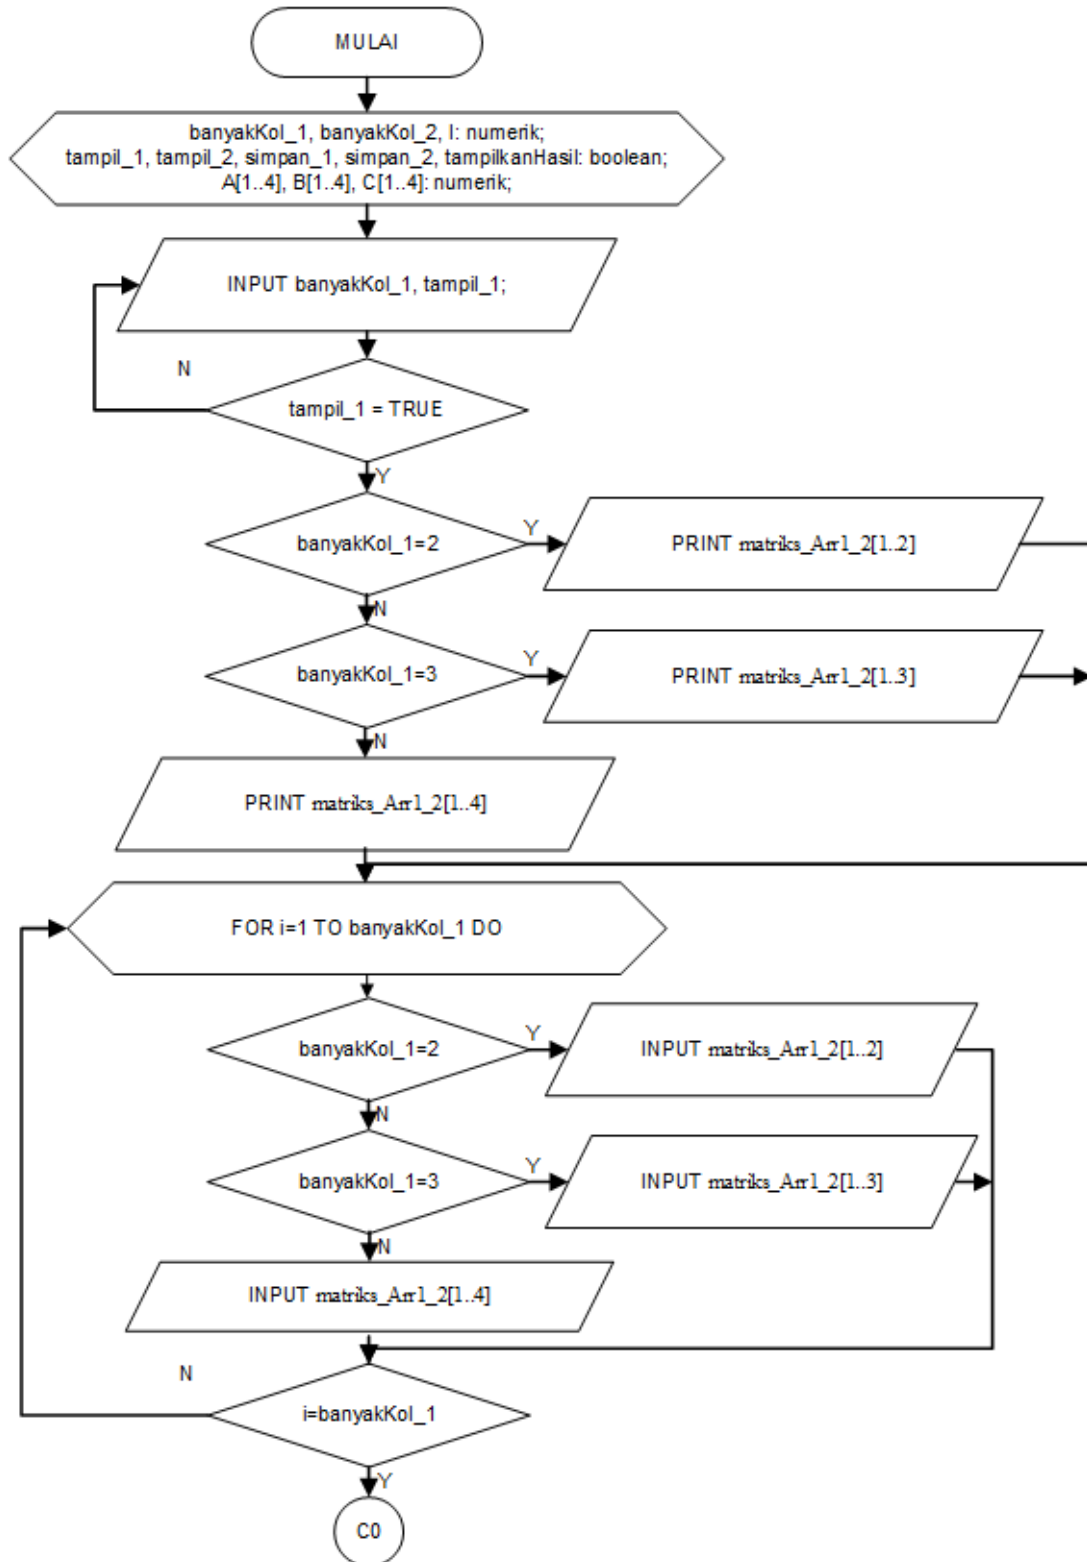 MULAI
banyakKol_1, banyakKol_2, I: numerik;
tampil_1, tampil_2, simpan_1, simpan_2, tampilkanHasil: boolean;
A[1..4], B[1..4], C[1..4]: numerik;
INPUT banyakKol_1, tampil_1;
N
tampil_1 = TRUE
Y
banyakKol_1=2
Y
PRINT matriks_Arr1_2[1..2]
N
banyakKol_1=3
Y
PRINT matriks_Arr1_2[1..3]
N
PRINT matriks_Arr1_2[1..4]
FOR i=1 TO banyakKol_1 DO
banyakKol_1=2
Y
INPUT matriks_Arr1_2[1..2]
N
banyakKol_1=3
Y
INPUT matriks_Arr1_2[1..3]
N
INPUT matriks_Arr1_2[1..4]
N
i=banyakKol_1
Y
C0